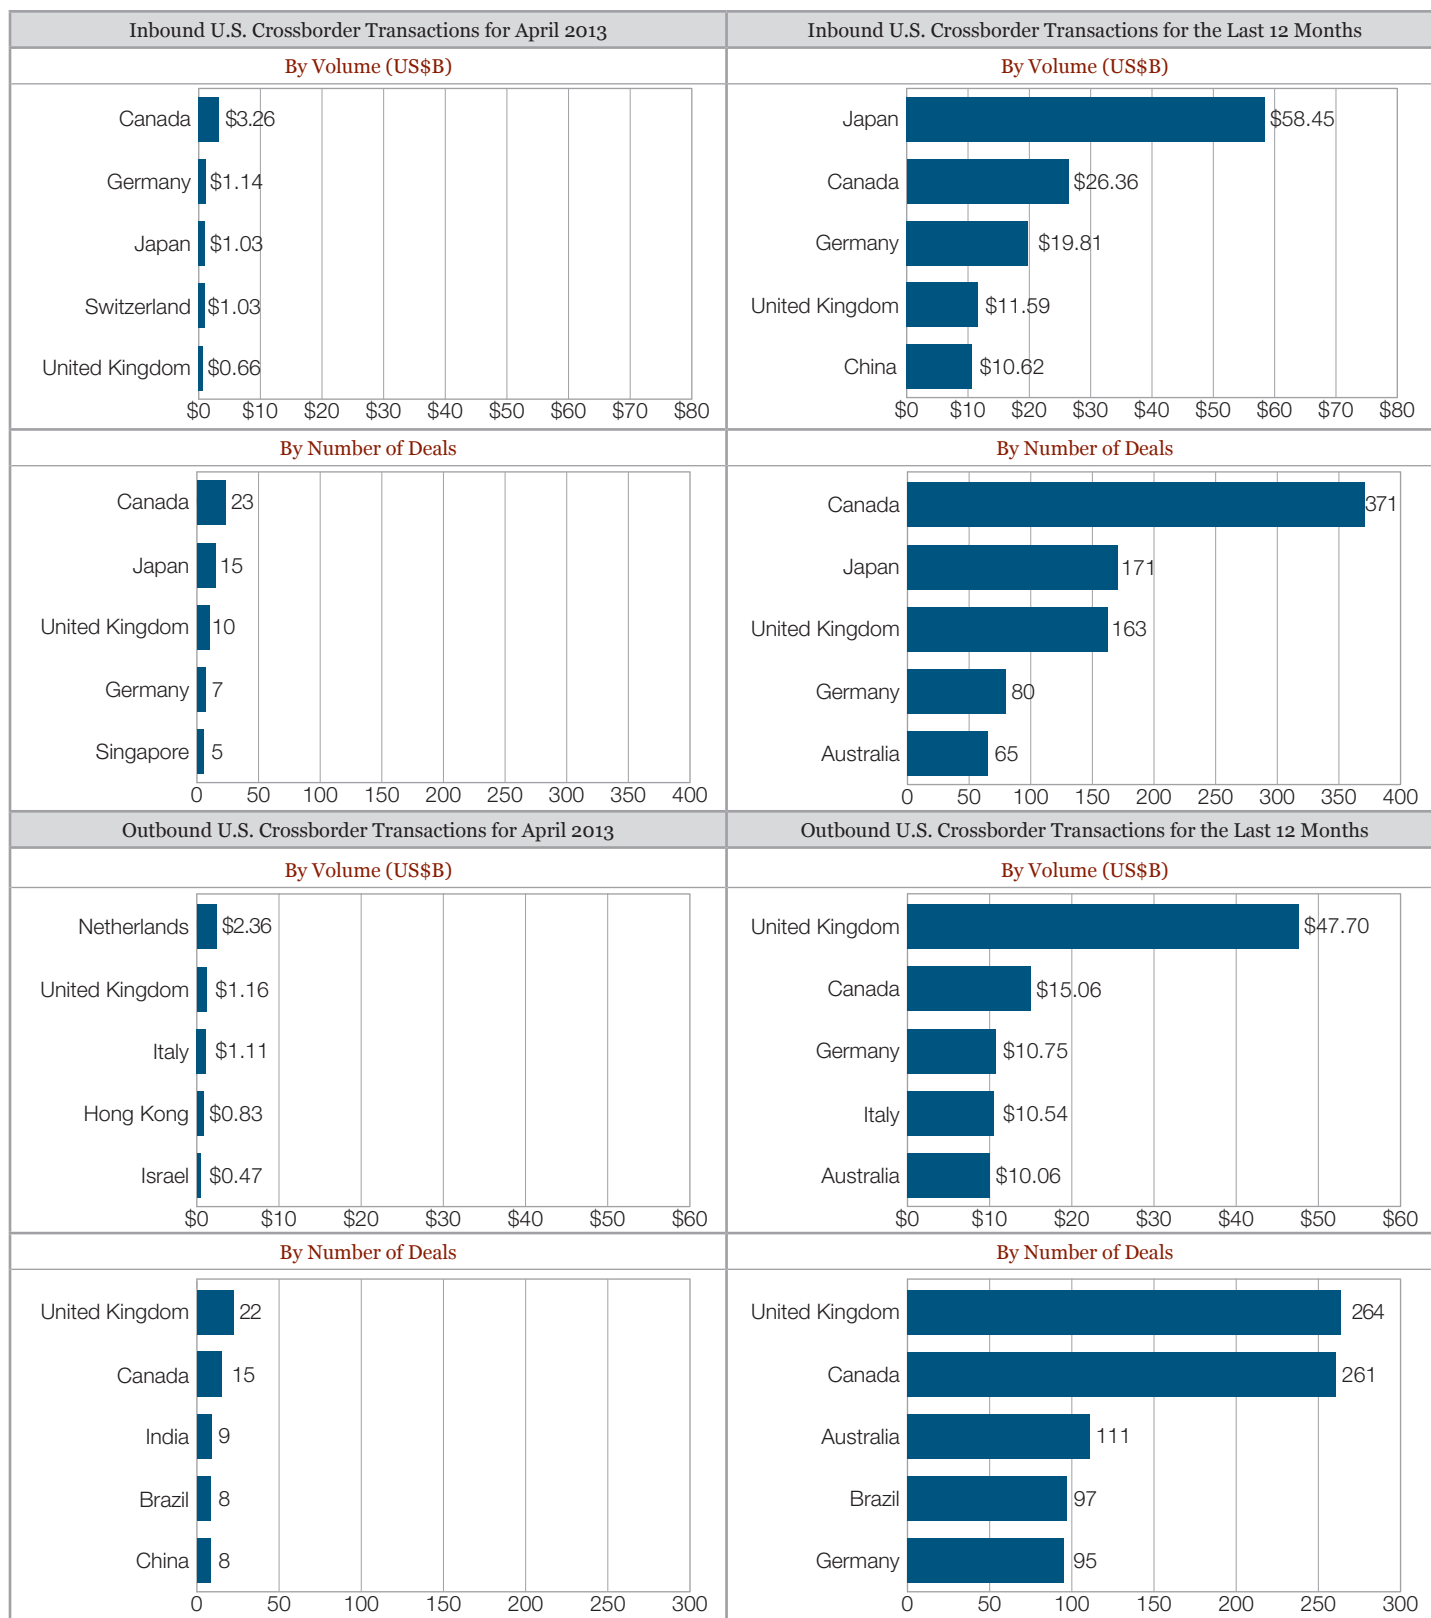 Inbound U.S. Crossborder Transactions for April 2013
By Volume (US$B)
Canada $3.26
Germany $1.14
Japan $1.03
Switzerland $1.03
United Kingdom $0.66
$0 $10 $20 $30 $40 $50 $60 $70 $80
By Number of Deals
Canada 23
Japan 15
United Kingdom 10
Germany 7
Singapore 5
0 50 100 150 200 250 300 350 400
Inbound U.S. Crossborder Transactions for the Last 12 Months
By Volume (US$B)
Japan $58.45
Canada $26.36
Germany $19.81
United Kingdom $11.59
China $10.62
$0 $10 $20 $30 $40 $50 $60 $70 $80
By Number of Deals
Canada 371
Japan 171
United Kingdom 163
Germany 80
Australia 65
0 50 100 150 200 250 300 350 400
Outbound U.S. Crossborder Transactions for April 2013
By Volume (US$B)
Netherlands $2.36
United Kingdom $1.16
Italy $1.11
Hong Kong $0.83
Israel $0.47
$0 $10 $20 $30 $40 $50 $60
By Number of Deals
United Kingdom 22
Canada 15
India 9
Brazil 8
China 8
0 50 100 150 200 250 300
Outbound U.S. Crossborder Transactions for the Last 12 Months
By Volume (US$B)
United Kingdom $47.70
Canada $15.06
Germany $10.75
Italy $10.54
Australia $10.06
$0 $10 $20 $30 $40 $50 $60
By Number of Deals
United Kingdom 264
Canada 261
Australia 111
Brazil 97
Germany 95
0 50 100 150 200 250 300